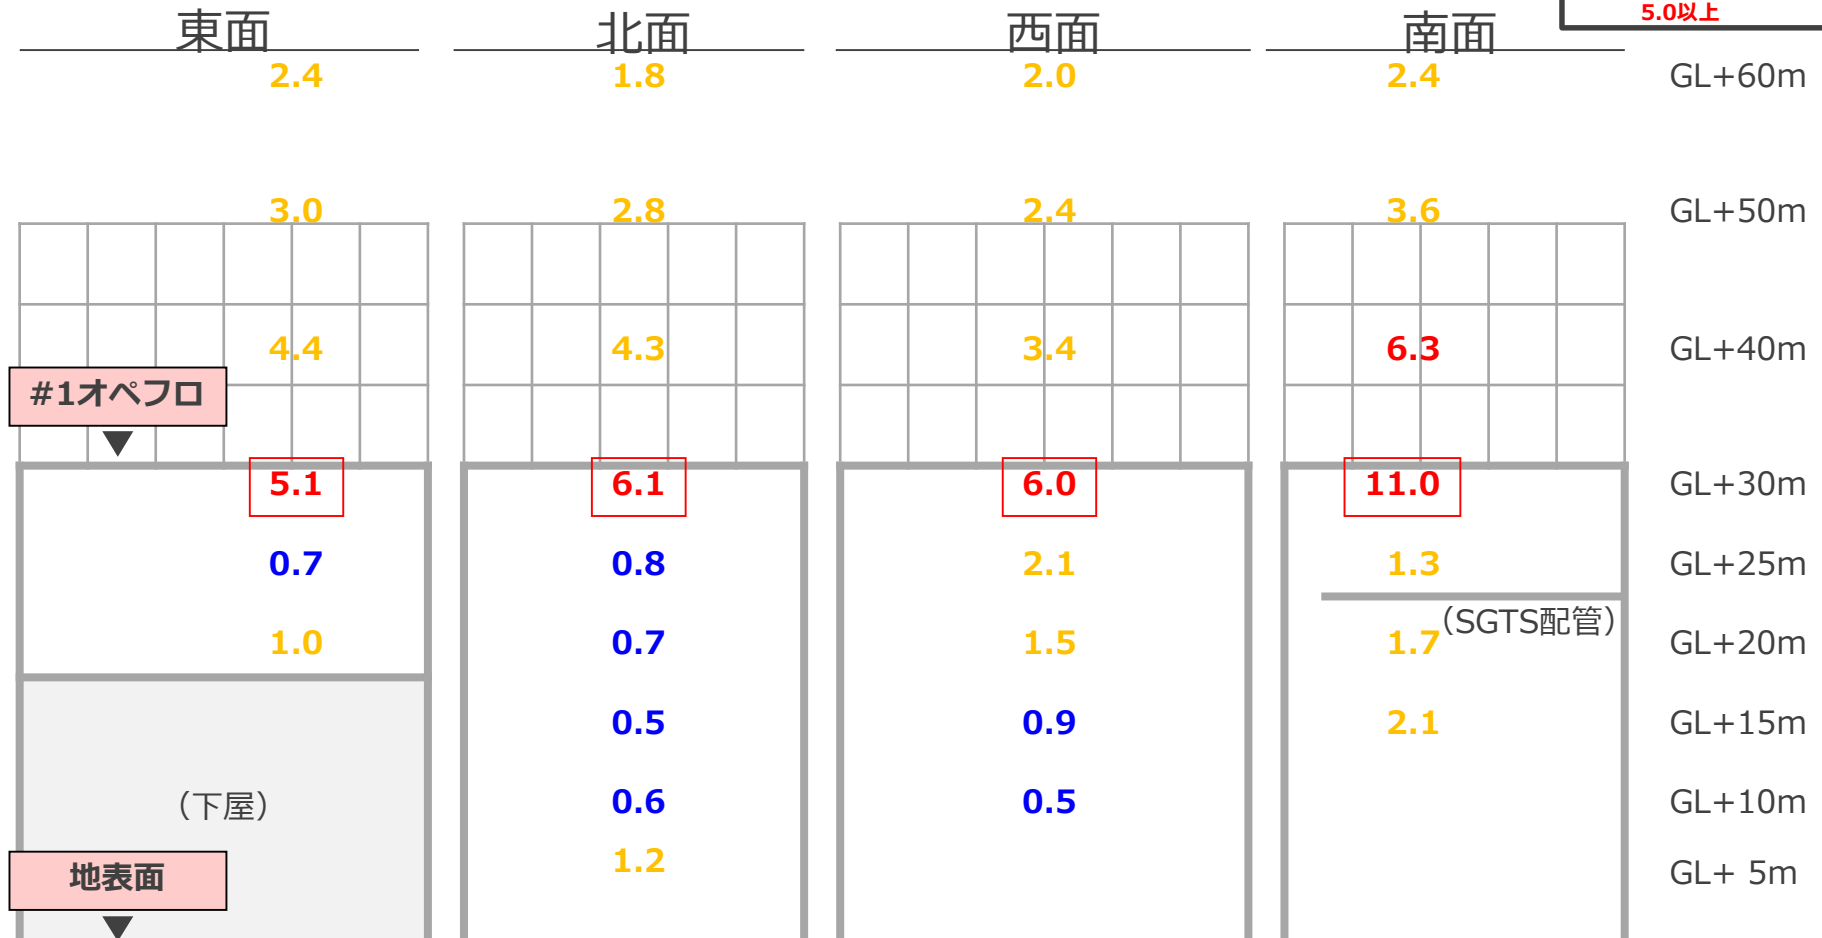 5.0以上
東面 北面 西面 南面
2.4 1.8 2.0 2.4 GL+60m
3.0 2.8 2.4 3.6 GL+50m
4.4 4.3 3.4 6.3 GL+40m
#1オペフロ
5.1 6.1 6.0 11.0 GL+30m
0.7 0.8 2.1 1.3 GL+25m
（SGTS配管）
1.0 0.7 1.5 1.7 GL+20m
0.5 0.9 2.1 GL+15m
（下屋） 0.6 0.5 GL+10m
1.2 GL+ 5m
地表面